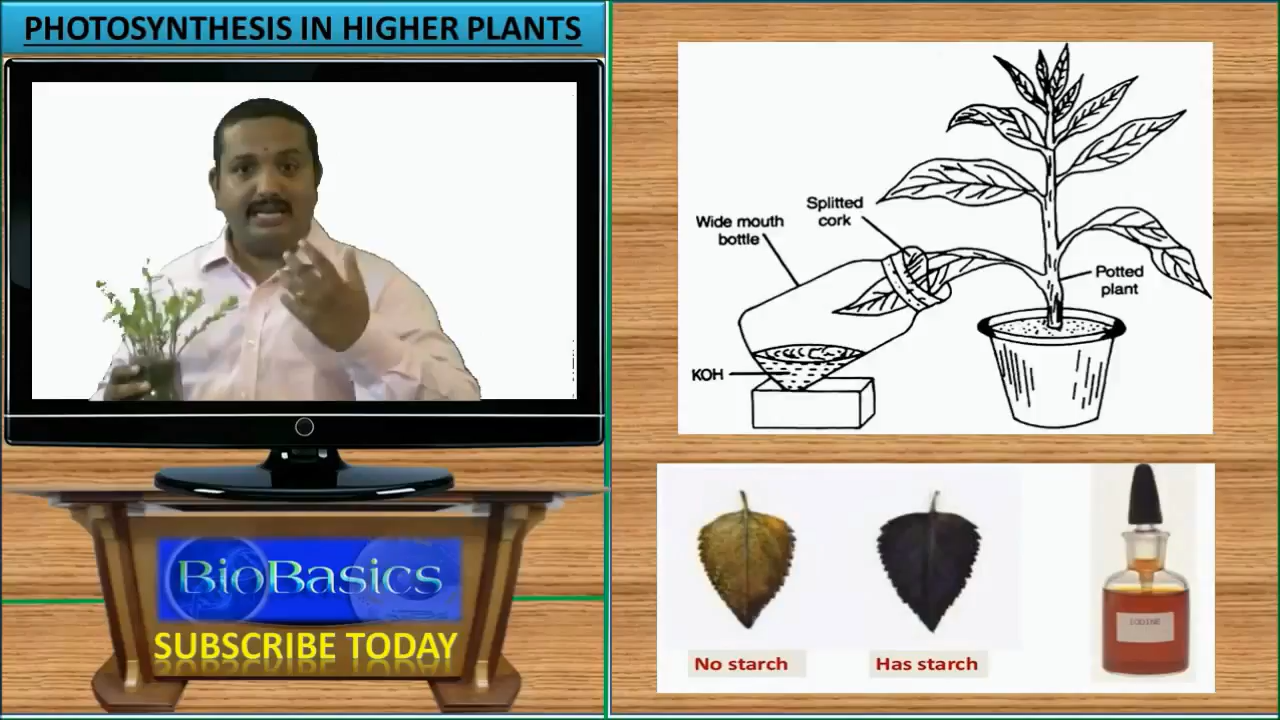 PHOTOSYNTHESIS IN HIGHER PLANTS
BioBasics
SUBSCRIBE TODAY
Splitted
cork
Wide mouth
bottle
Potted
plant
KOH
No starch
Has starch
IODINE